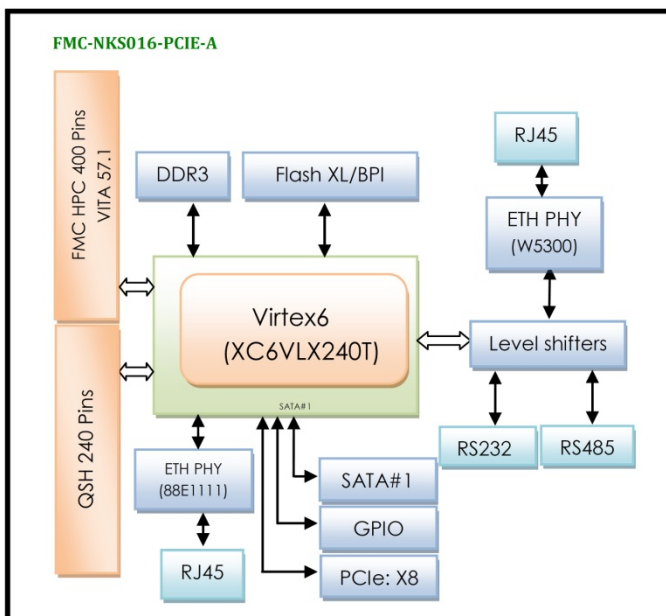 FMC-NKS016-PCIE-A
FMC HPC 400 Pins
VITA 57.1
DDR3
Flash XL/BPI
RJ45
ETH PHY
(W5300)
Virtex6
(XC6VLX240T)
Level shifters
SATA#1
QSH 240 Pins
ETH PHY
(88E1111)
RJ45
SATA#1
GPIO
PCIe: X8
RS232
RS485